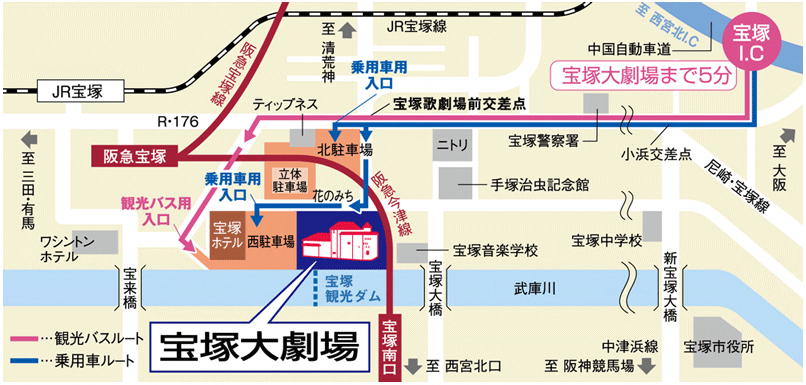 JR宝塚線
至清荒神
至西宮北I.C
中国自動車道
宝塚
I.C
宝塚大劇場まで5分
阪急宝塚線
JR宝塚
乗用車用
入口
ティップネス
宝塚歌劇場前交差点
R・176
宝塚警察署
小浜交差点
至大阪
尼崎・宝塚線
至三田・有馬
阪急宝塚
北駐車場
ニトリ
立体
駐車場
手塚治虫記念館
阪急今津線
乗用車用
入口
花のみち
観光バス用
入口
宝塚
ホテル
西駐車場
ワシントン
ホテル
宝塚音楽学校
宝塚中学校
宝来橋
宝塚
観光ダム
宝塚大橋
武庫川
新宝塚大橋
宝塚大劇場
宝塚南口
…観光バスルート
…乗用車ルート
至西宮北口
中津浜線
至阪神競馬場
宝塚市役所